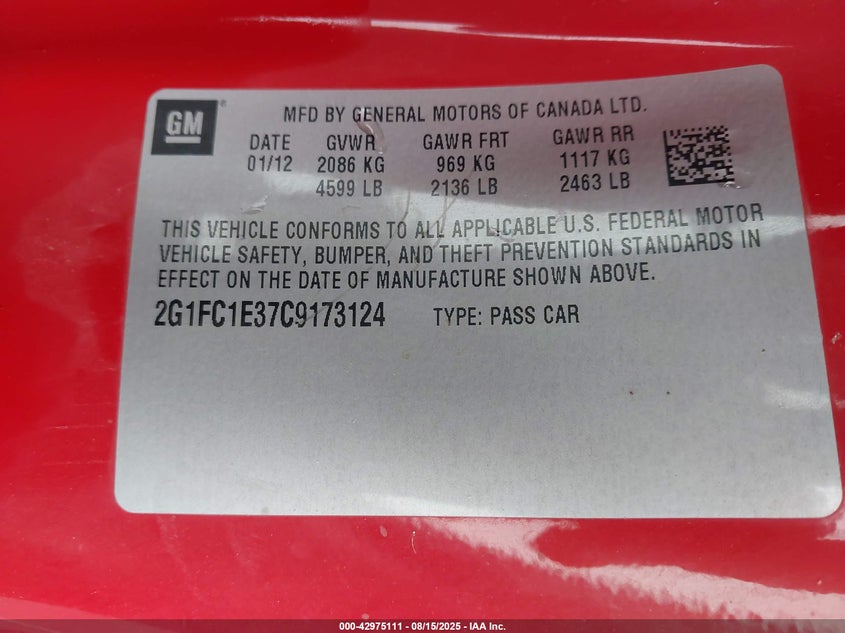 GM
MFD BY GENERAL MOTORS OF CANADA LTD.
DATE GVWR GAWR FRT GAWR RR
01/12 2086 KG 969 KG 1117 KG
4599 LB 2136 LB 2463 LB
THIS VEHICLE CONFORMS TO ALL APPLICABLE U.S. FEDERAL MOTOR
VEHICLE SAFETY, BUMPER, AND THEFT PREVENTION STANDARDS IN
EFFECT ON THE DATE OF MANUFACTURE SHOWN ABOVE.
2G1FC1E37C9173124 TYPE: PASS CAR
000-42975111 - 08/15/2025 - IAA Inc.